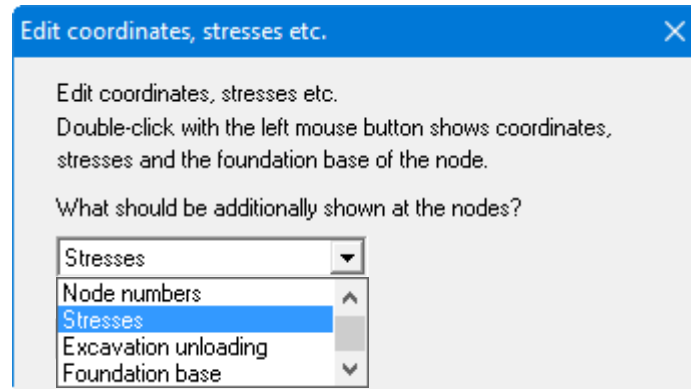 Edit coordinates, stresses etc.
Edit coordinates, stresses etc.
Double-click with the left mouse button shows coordinates,
stresses and the foundation base of the node.
What should be additionally shown at the nodes?
Stresses
Node numbers
Stresses
Excavation unloading
Foundation base